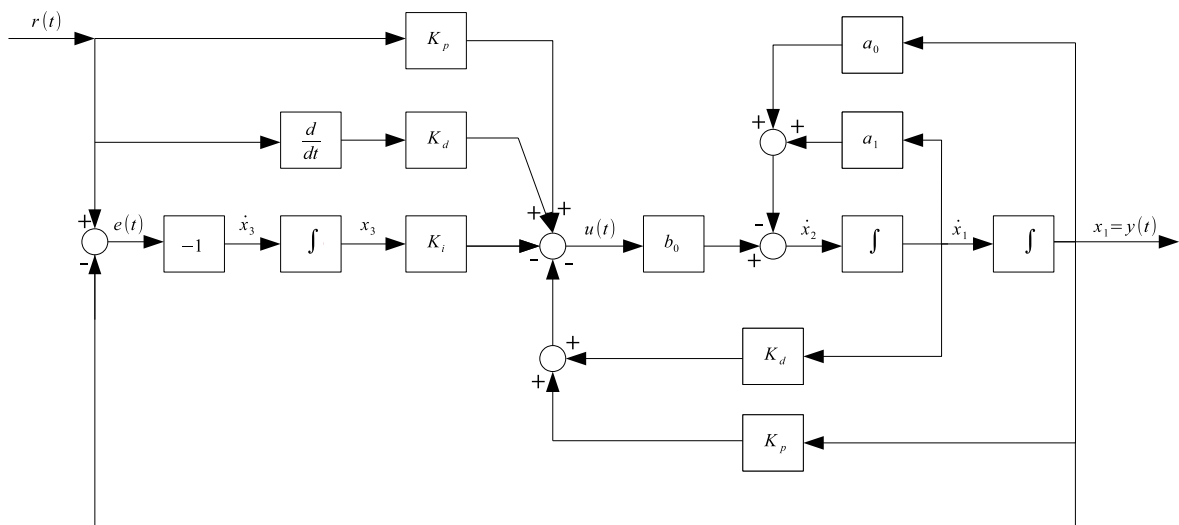 r(t)
K_p
a_0
+
+
a_1
d/dt
K_d
+
e(t)
-
-1
ẋ_3
∫
x_3
K_i
+
+
-
-
u(t)
b_0
-
+
ẋ_2
∫
ẋ_1
∫
x_1=y(t)
+
+
K_d
K_p